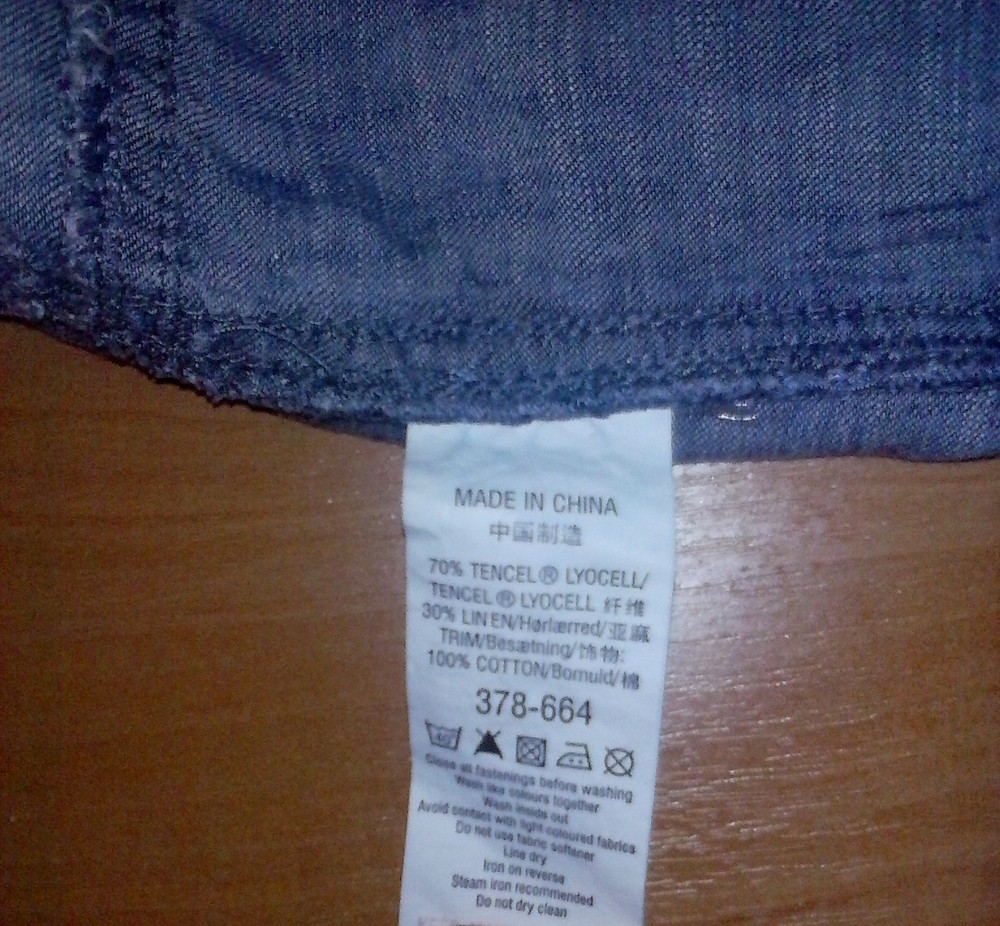 MADE IN CHINA
中国制造
70% TENCEL® LYOCELL/
TENCEL® LYOCELL 纤维
30% LINEN/Hørlærred/亚麻
TRIM/Besætning/饰物:
100% COTTON/Bomuld/棉
378-664
40°
Close all fastenings before washing
Wash like colours together
Wash inside out
Avoid contact with light coloured fabrics
Do not use fabric softener
Line dry
Iron on reverse
Steam iron recommended
Do not dry clean